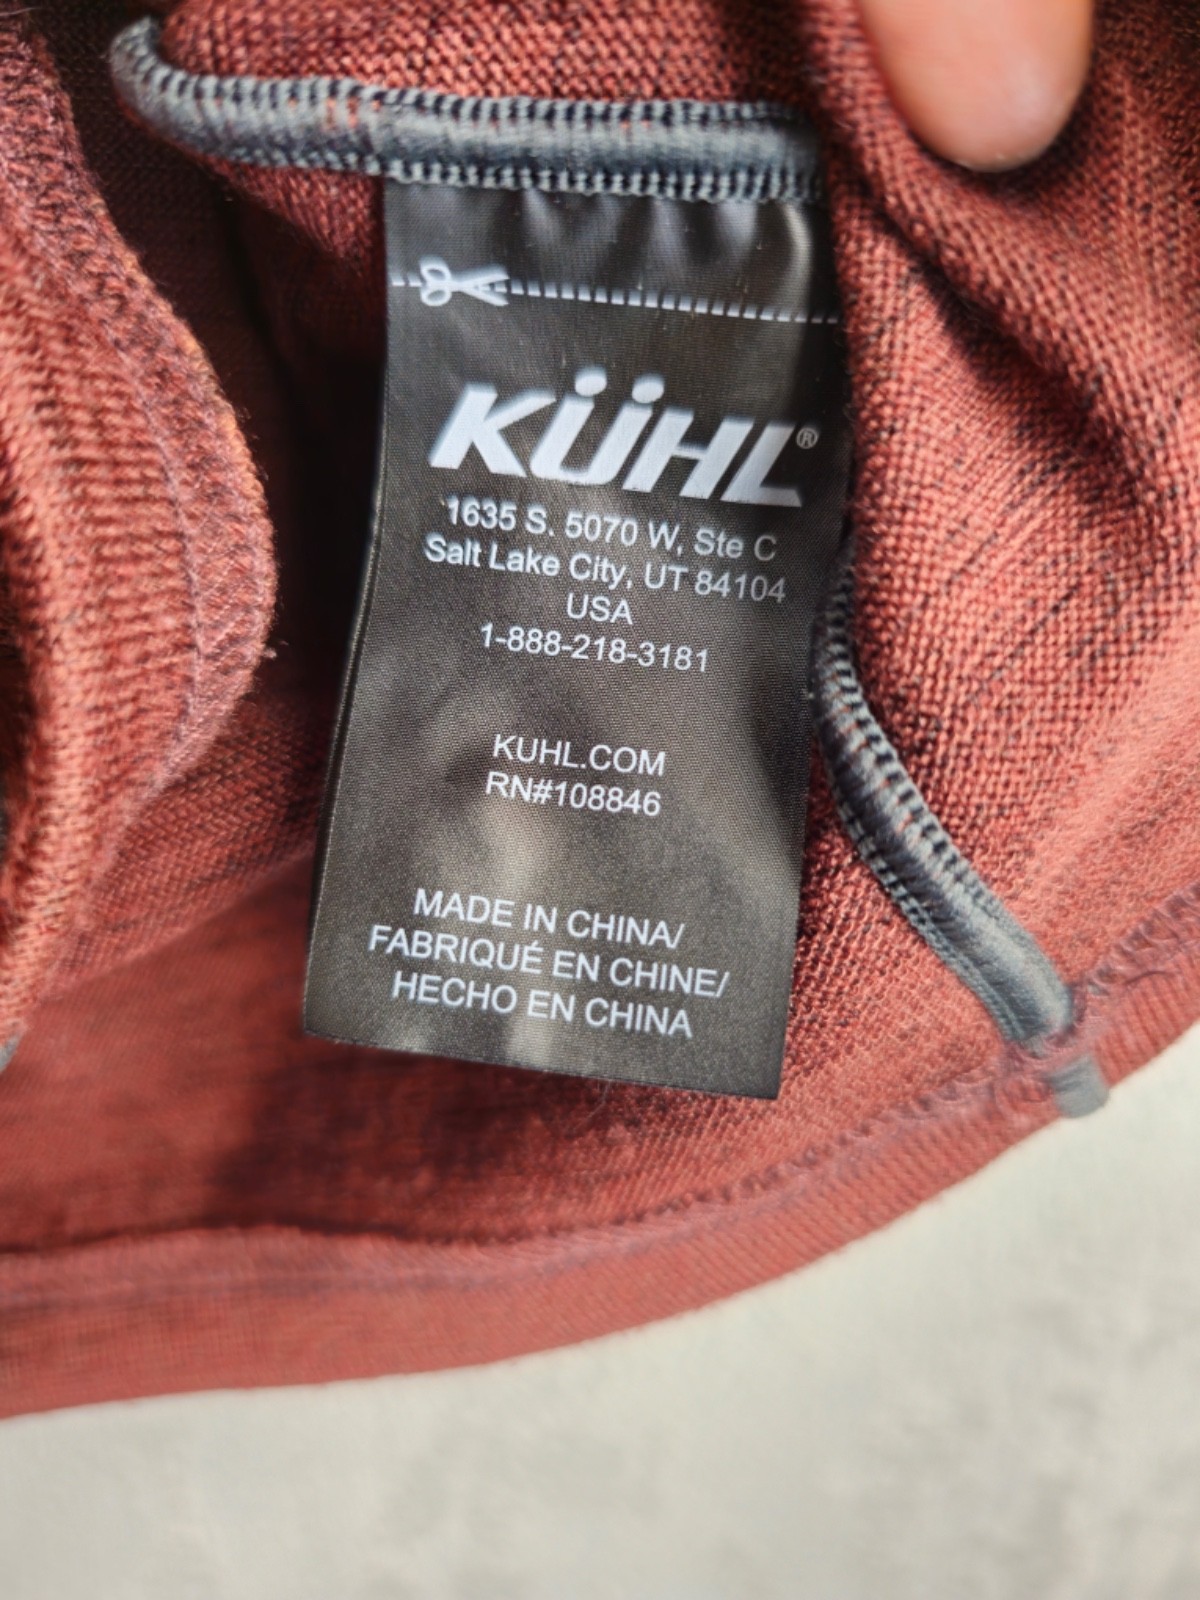 KÜHL®
1635 S. 5070 W, Ste C
Salt Lake City, UT 84104
USA
1-888-218-3181
KUHL.COM
RN#108846
MADE IN CHINA/
FABRIQUÉ EN CHINE/
HECHO EN CHINA